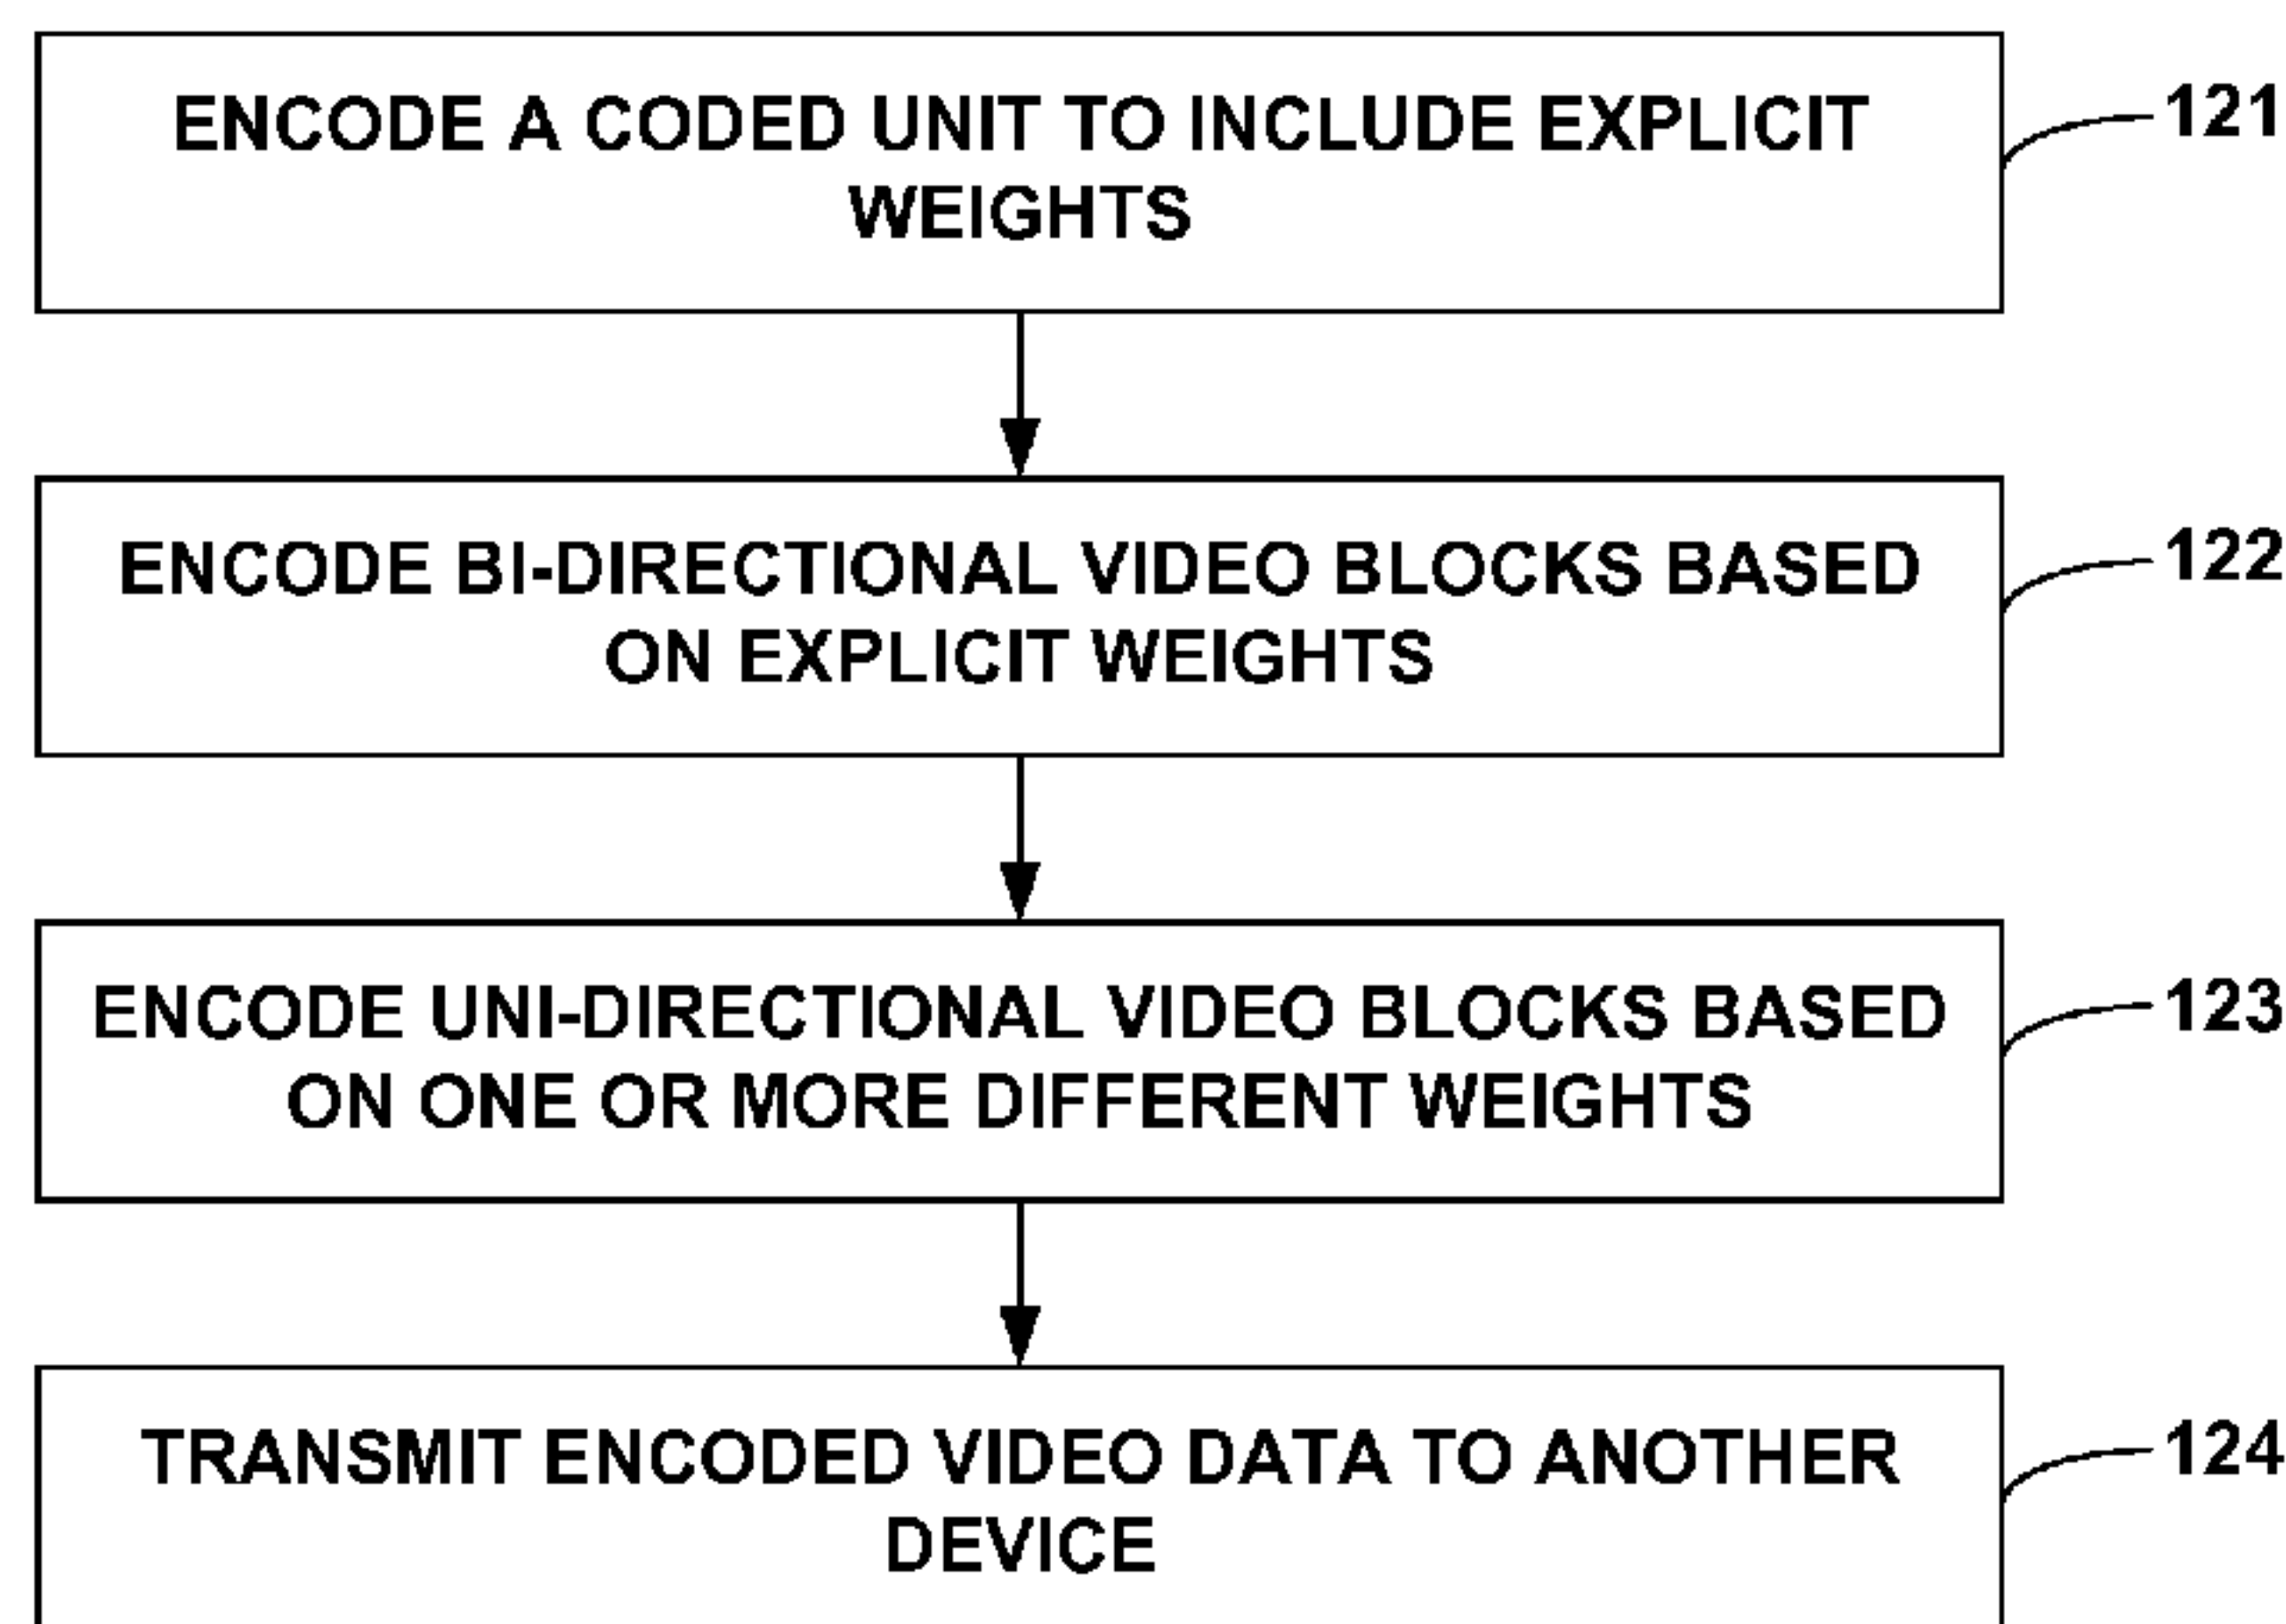 ENCODE A CODED UNIT TO INCLUDE EXPLICIT
WEIGHTS
121
ENCODE BI-DIRECTIONAL VIDEO BLOCKS BASED
ON EXPLICIT WEIGHTS
122
ENCODE UNI-DIRECTIONAL VIDEO BLOCKS BASED
ON ONE OR MORE DIFFERENT WEIGHTS
123
TRANSMIT ENCODED VIDEO DATA TO ANOTHER
DEVICE
124